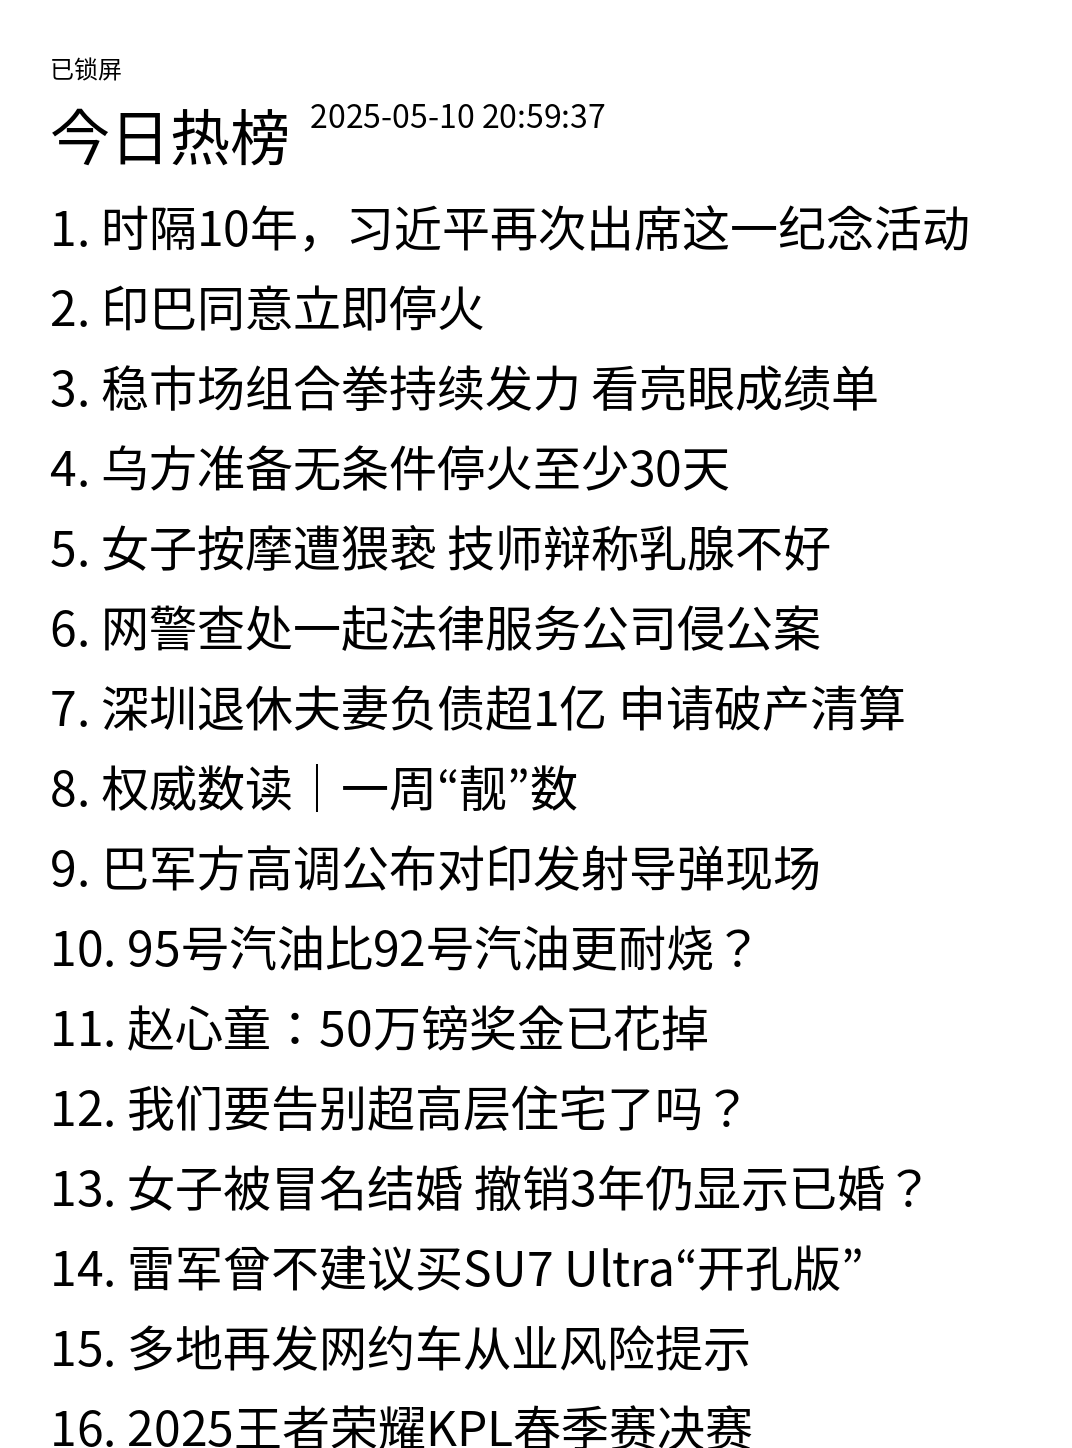 已锁屏
今日热榜 2025-05-10 20:59:37
1. 时隔10年，习近平再次出席这一纪念活动
2. 印巴同意立即停火
3. 稳市场组合拳持续发力 看亮眼成绩单
4. 乌方准备无条件停火至少30天
5. 女子按摩遭猥亵 技师辩称乳腺不好
6. 网警查处一起法律服务公司侵公案
7. 深圳退休夫妻负债超1亿 申请破产清算
8. 权威数读｜一周“靓”数
9. 巴军方高调公布对印发射导弹现场
10. 95号汽油比92号汽油更耐烧？
11. 赵心童：50万镑奖金已花掉
12. 我们要告别超高层住宅了吗？
13. 女子被冒名结婚 撤销3年仍显示已婚？
14. 雷军曾不建议买SU7 Ultra“开孔版”
15. 多地再发网约车从业风险提示
16. 2025王者荣耀KPL春季赛决赛